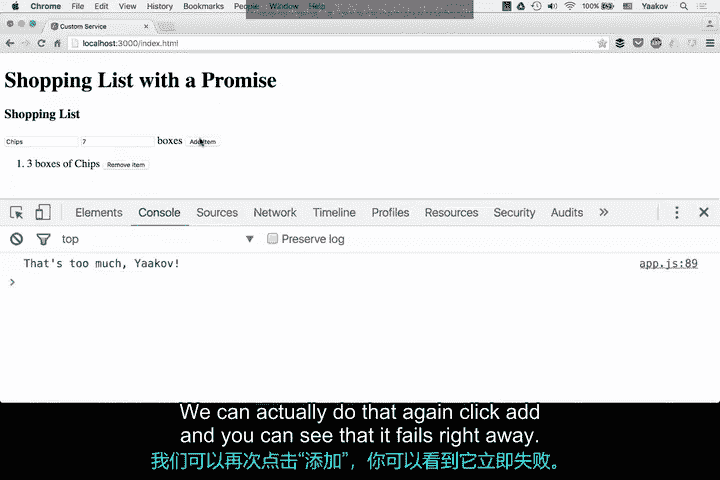 Chrome File Edit View History Bookmarks People Window Help 100% Yaakov
Custom Service
localhost:3000/index.html
Shopping List with a Promise
Shopping List
Chips 7 boxes Add Item
1. 3 boxes of Chips Remove Item
Elements Console Sources Network Timeline Profiles Resources Security Audits
top Preserve log
That's too much, Yaakov! app.js:89
We can actually do that again click add
and you can see that it fails right away.
我们可以再次点击“添加”，你可以看到它立即失败。